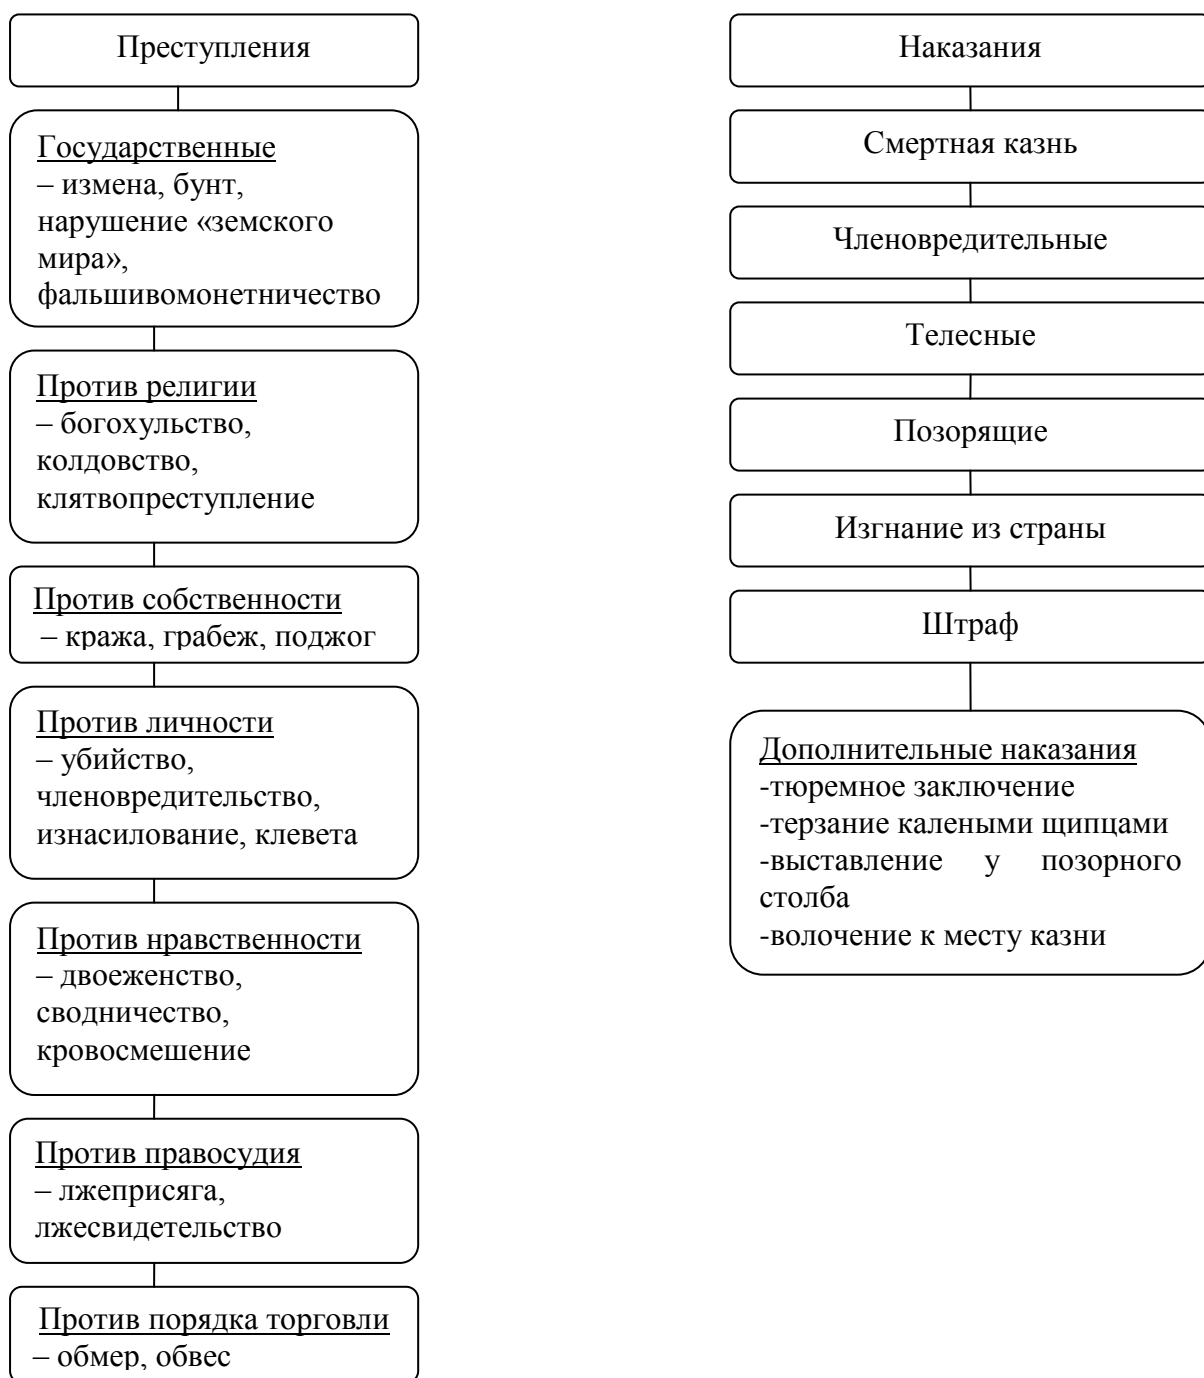 Преступления
Государственные
– измена, бунт,
нарушение «земского
мира»,
фальшивомонетничество
Против религии
– богохульство,
колдовство,
клятвопреступление
Против собственности
– кража, грабеж, поджог
Против личности
– убийство,
членовредительство,
изнасилование, клевета
Против нравственности
– двоеженство,
сводничество,
кровосмешение
Против правосудия
– лжеприсяга,
лжесвидетельство
Против порядка торговли
– обмер, обвес
Наказания
Смертная казнь
Членовредительные
Телесные
Позорящие
Изгнание из страны
Штраф
Дополнительные наказания
-тюремное заключение
-терзание калеными щипцами
-выставление у позорного
столба
-волочение к месту казни